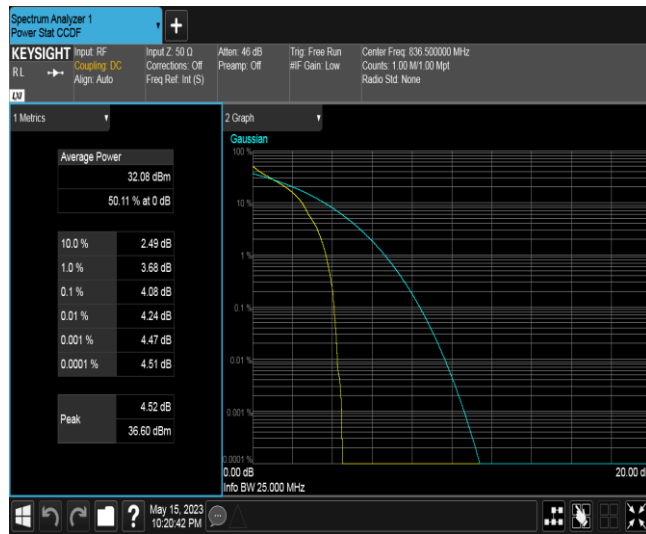 Spectrum Analyzer 1
Power Stat CCDF
+
KEYSIGHT
RL
LXI
Input: RF
Coupling: DC
Align: Auto
Input Z: 50 Ω
Corrections: Off
Freq Ref: Int (S)
Atten: 46 dB
Preamp: Off
Trig: Free Run
#IF Gain: Low
Center Freq: 836.500000 MHz
Counts: 1.00 M/1.00 Mpt
Radio Std: None
1 Metrics
Average Power
32.08 dBm
50.11 % at 0 dB
10.0 % 2.49 dB
1.0 % 3.68 dB
0.1 % 4.08 dB
0.01 % 4.24 dB
0.001 % 4.47 dB
0.0001 % 4.51 dB
Peak
4.52 dB
36.60 dBm
2 Graph
Gaussian
100 %
10 %
1 %
0.1 %
0.01 %
0.001 %
0.0001 %
0.00 dB
20.00 d
Info BW 25.000 MHz
?
May 15, 2023
10:20:42 PM